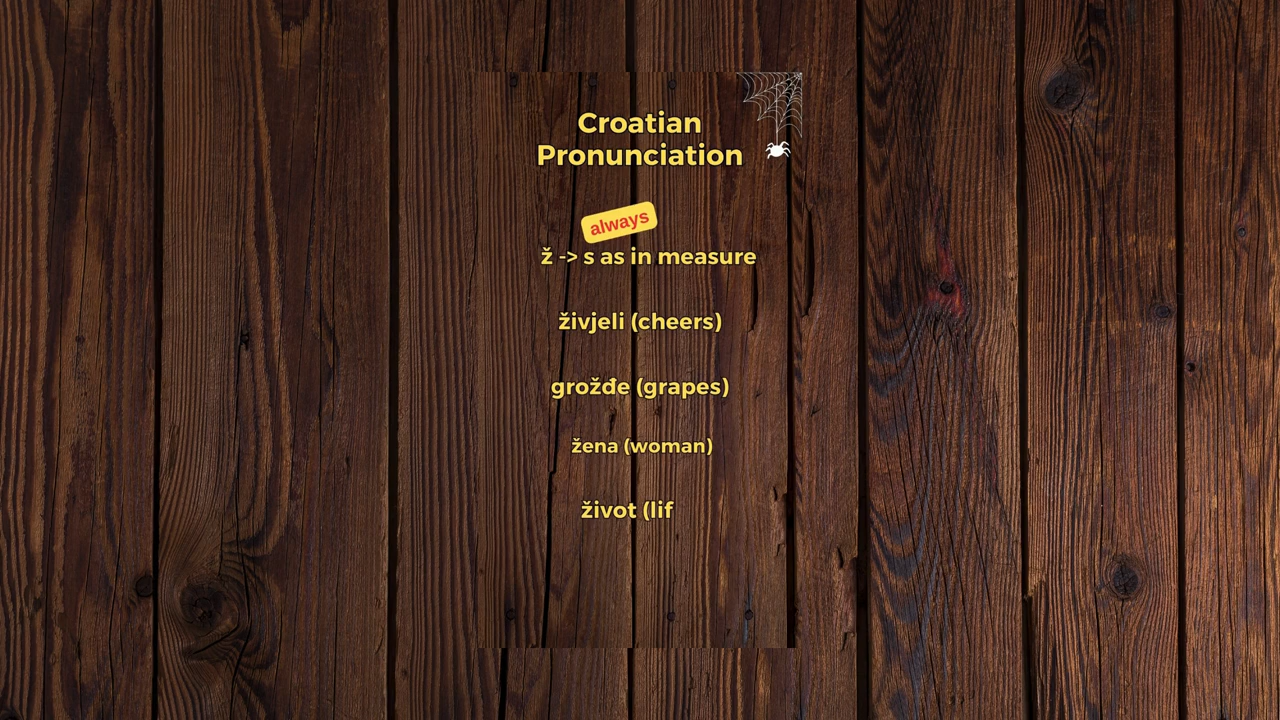 Croatian
Pronunciation
always
ž -> s as in measure
živjeli (cheers)
grožđe (grapes)
žena (woman)
život (lif